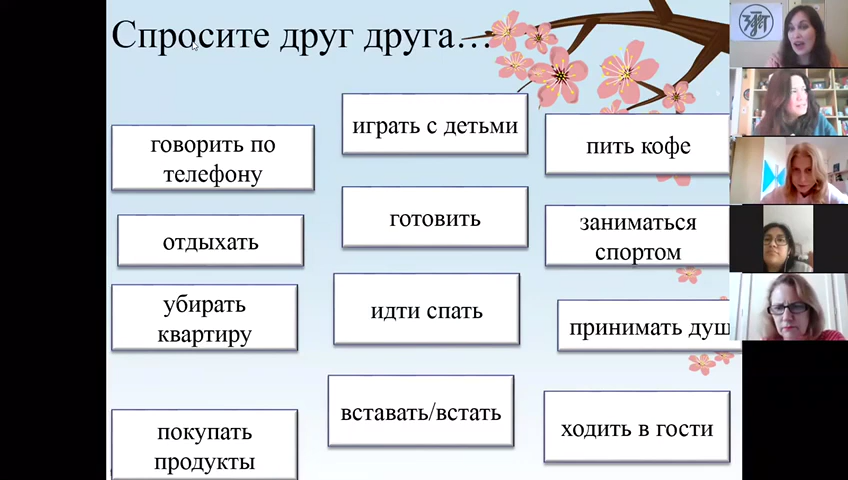 Спросите друг друга...
говорить по
телефону
играть с детьми
пить кофе
отдыхать
готовить
заниматься
спортом
убирать
квартиру
идти спать
принимать душ
покупать
продукты
вставать/встать
ходить в гости